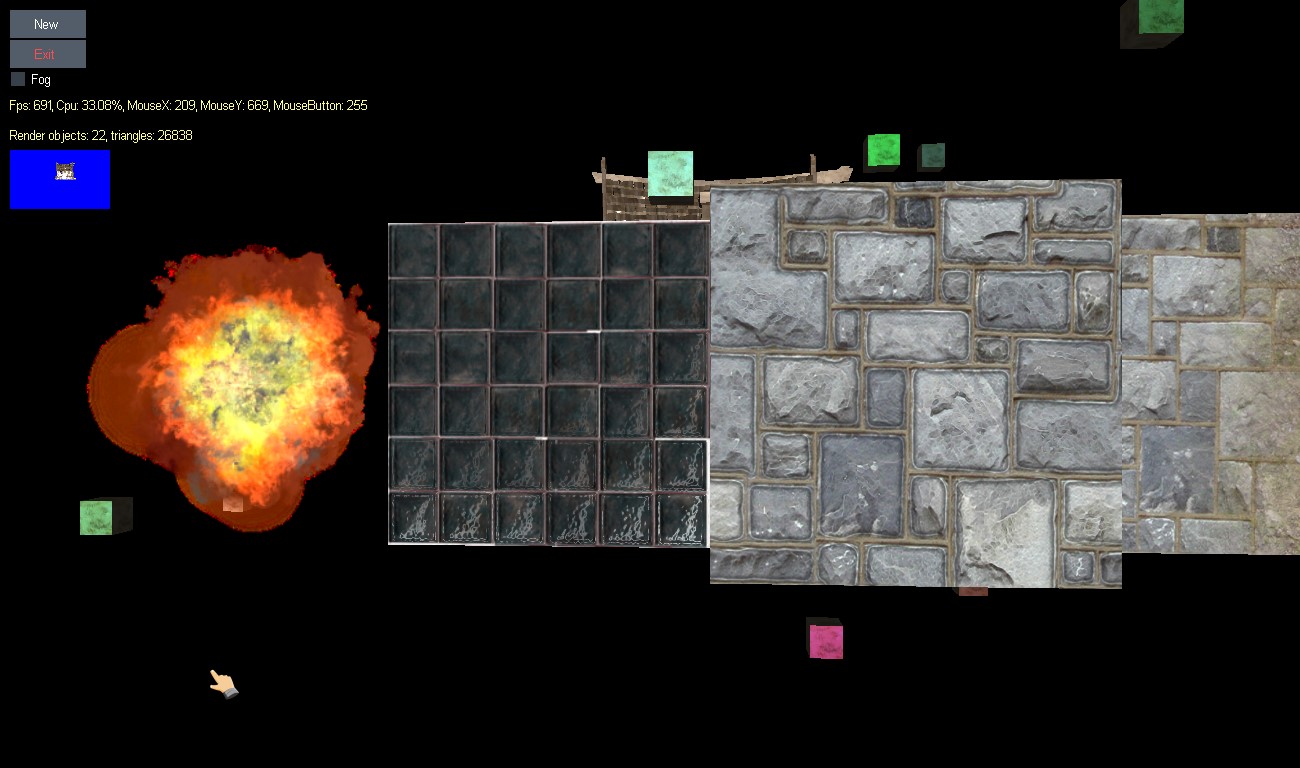 New
Exit
Fog
Fps: 691, Cpu: 33.08%, MouseX: 209, MouseY: 669, MouseButton: 255
Render objects: 22, triangles: 26838